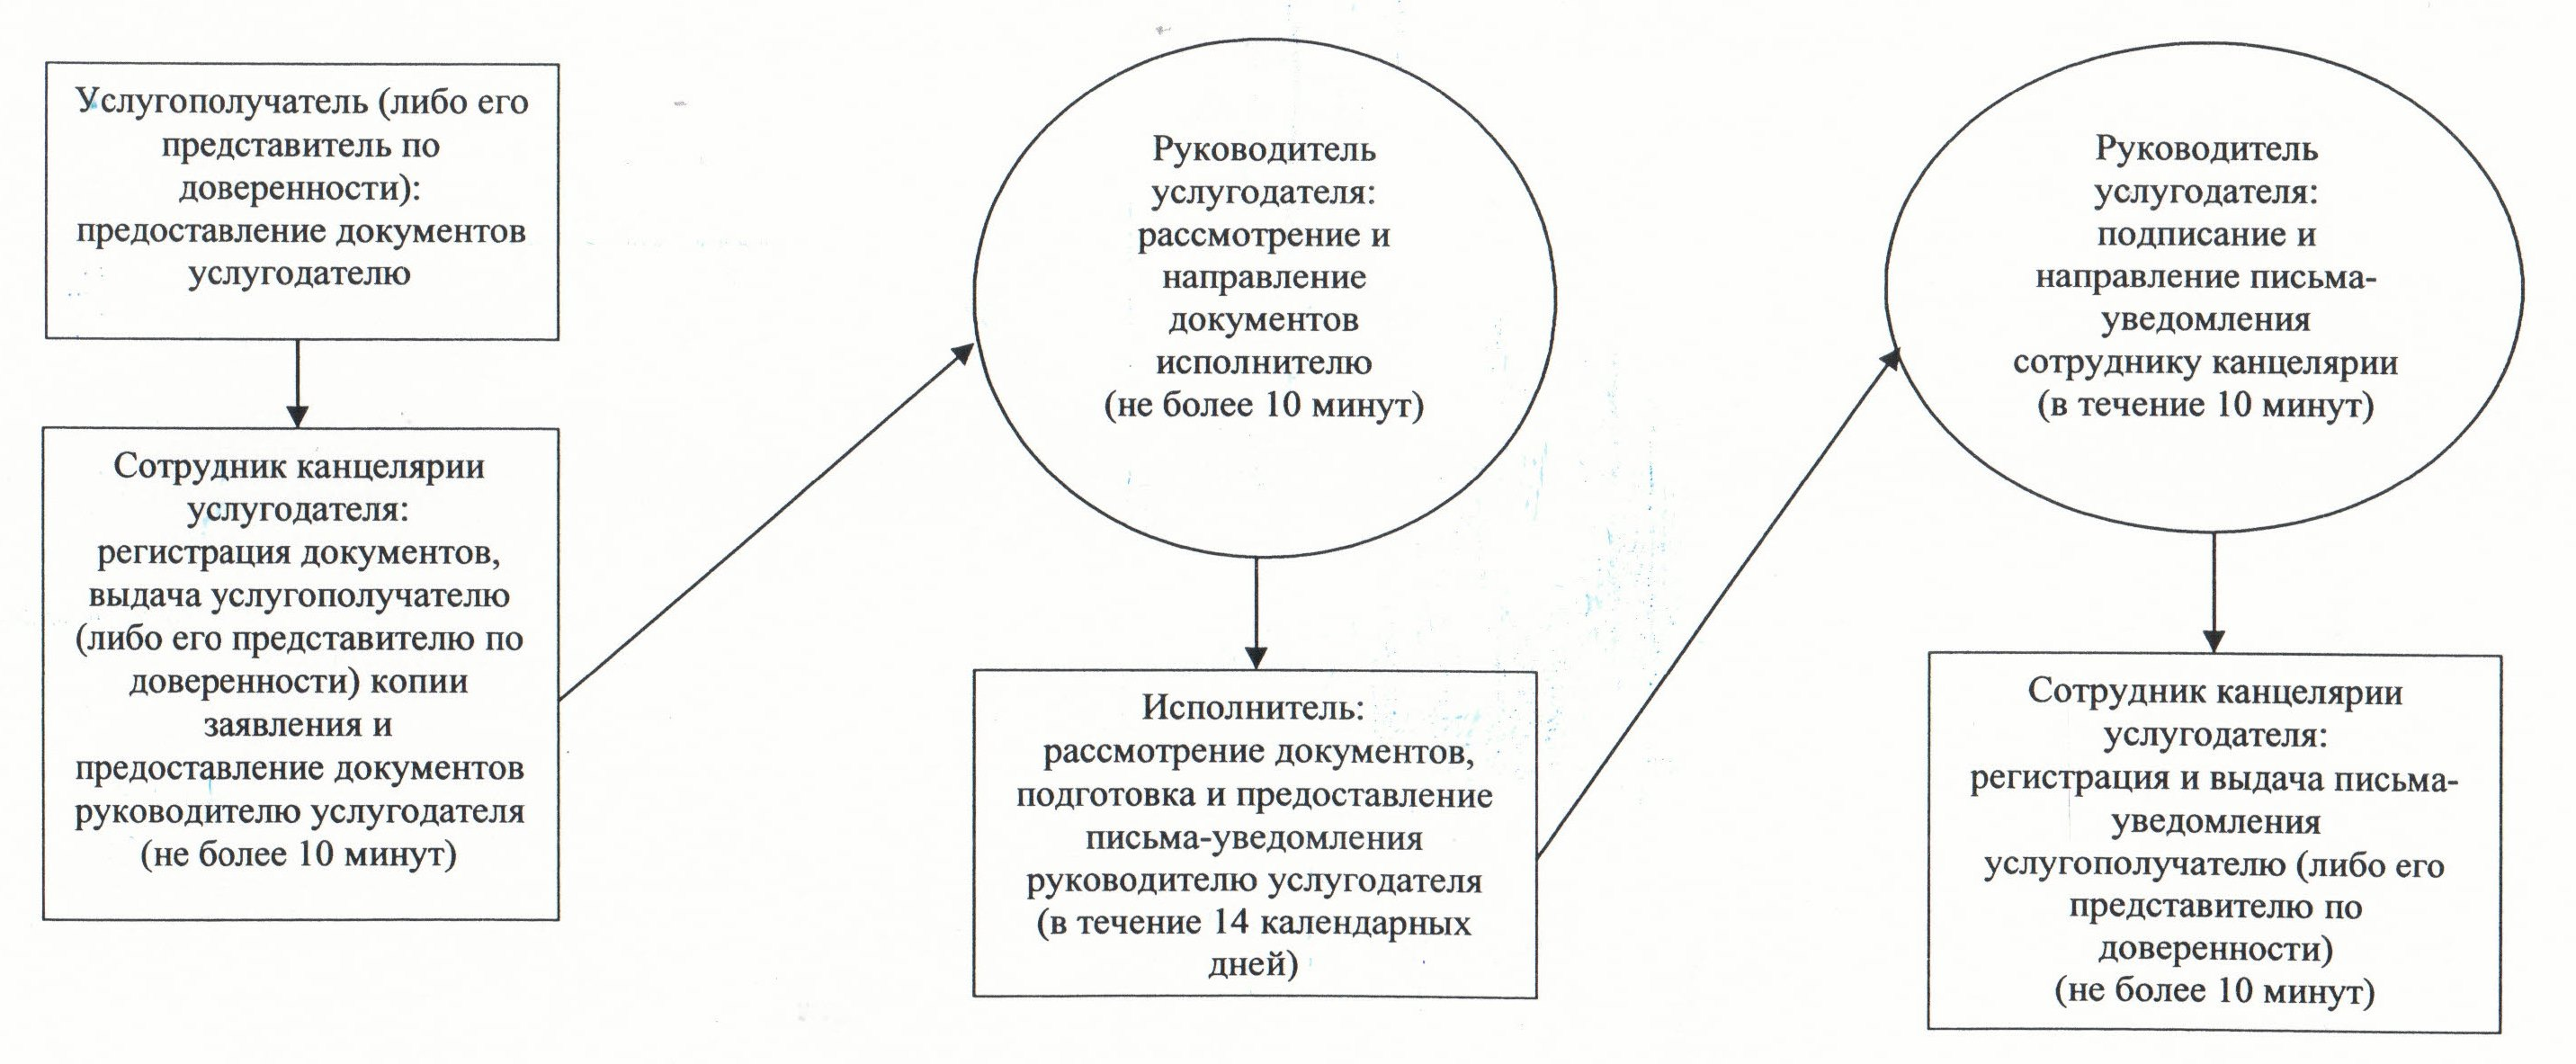 Услугополучатель (либо его
представитель по
доверенности):
предоставление документов
услугодателю
Сотрудник канцелярии
услугодателя:
регистрация документов,
выдача услугополучателю
(либо его представителю по
доверенности) копии
заявления и
предоставление документов
руководителю услугодателя
(не более 10 минут)
Руководитель
услугодателя:
рассмотрение и
направление
документов
исполнителю
(не более 10 минут)
Исполнитель:
рассмотрение документов,
подготовка и предоставление
письма-уведомления
руководителю услугодателя
(в течение 14 календарных
дней)
Руководитель
услугодателя:
подписание и
направление письма-
уведомления
сотруднику канцелярии
(в течение 10 минут)
Сотрудник канцелярии
услугодателя:
регистрация и выдача письма-
уведомления
услугополучателю (либо его
представителю по
доверенности)
(не более 10 минут)